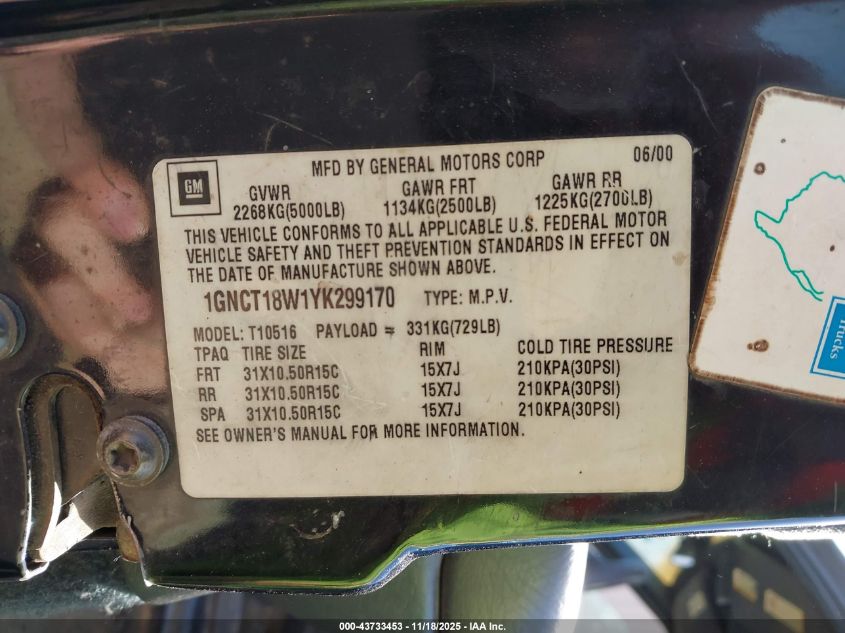 MFD BY GENERAL MOTORS CORP 06/00
GM
GVWR GAWR FRT GAWR RR
2268KG(5000LB) 1134KG(2500LB) 1225KG(2700LB)
THIS VEHICLE CONFORMS TO ALL APPLICABLE U.S. FEDERAL MOTOR
VEHICLE SAFETY AND THEFT PREVENTION STANDARDS IN EFFECT ON
THE DATE OF MANUFACTURE SHOWN ABOVE.
1GNCT18W1YK299170 TYPE: M.P.V.
MODEL: T10516 PAYLOAD = 331KG(729LB)
TPAQ TIRE SIZE RIM COLD TIRE PRESSURE
FRT 31X10.50R15C 15X7J 210KPA(30PSI)
RR 31X10.50R15C 15X7J 210KPA(30PSI)
SPA 31X10.50R15C 15X7J 210KPA(30PSI)
SEE OWNER'S MANUAL FOR MORE INFORMATION.
Trucks
000-43733453 - 11/18/2025 - IAA Inc.